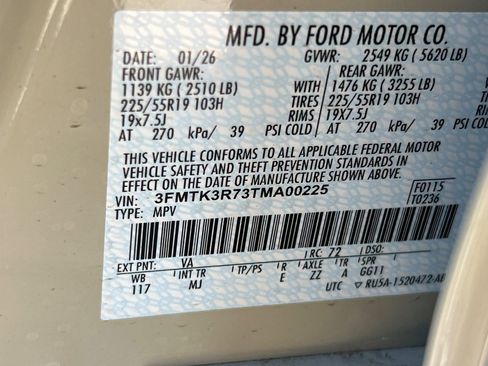 MFD. BY FORD MOTOR CO.
DATE: 01/26 GVWR: 2549 KG ( 5620 LB)
FRONT GAWR: REAR GAWR:
1139 KG ( 2510 LB) WITH 1476 KG ( 3255 LB)
225/55R19 103H TIRES 225/55R19 103H
19x7.5J RIMS 19X7.5J
AT 270 kPa/ 39 PSI COLD AT 270 kPa/ 39 PSI COLD
THIS VEHICLE CONFORMS TO ALL APPLICABLE FEDERAL MOTOR
VEHICLE SAFETY AND THEFT PREVENTION STANDARDS IN
EFFECT ON THE DATE OF MANUFACTURE SHOWN ABOVE.
VIN: 3FMTK3R73TMA00225 F0115
TYPE: MPV T0236
EXT PNT: VA RC: 72 DSO:
WB INT TR TP/PS R E AXLE TR SPR
117 MJ ZZ A GG11
UTC ▽ RU5A-1520472-AB